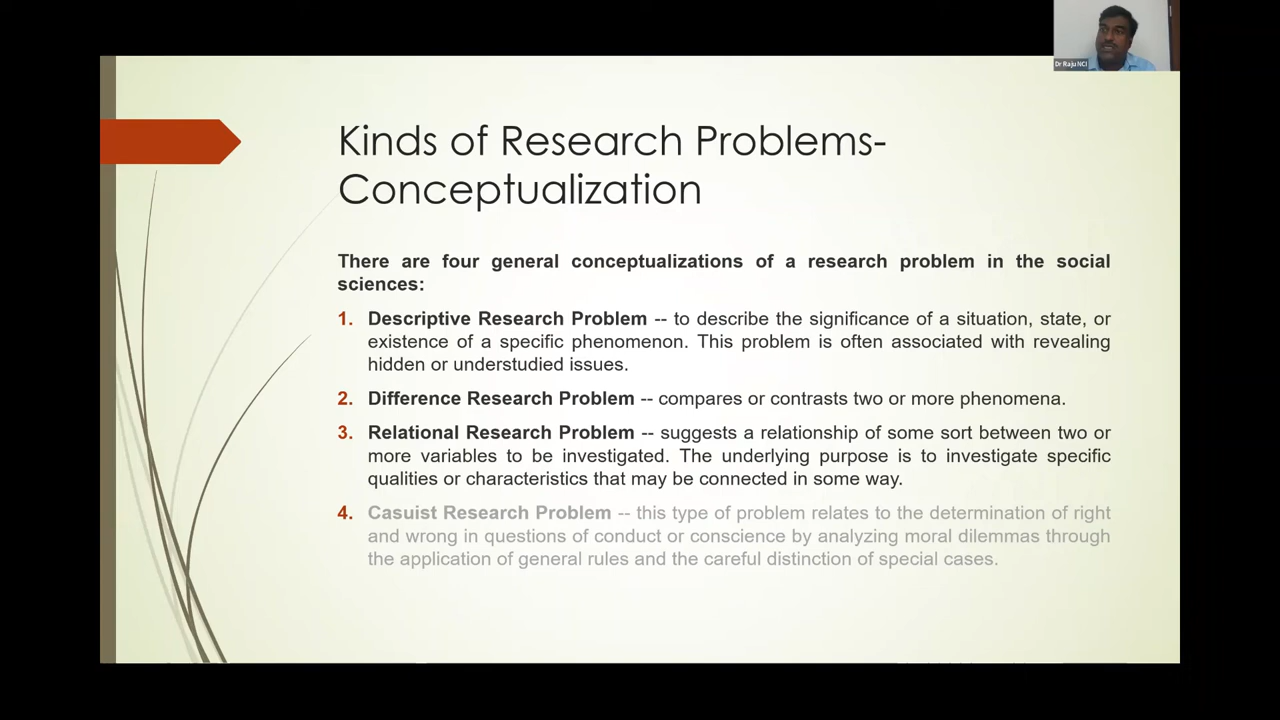 Dr Raju NCI
Kinds of Research Problems-
Conceptualization
There are four general conceptualizations of a research problem in the social
sciences:
1. Descriptive Research Problem -- to describe the significance of a situation, state, or
existence of a specific phenomenon. This problem is often associated with revealing
hidden or understudied issues.
2. Difference Research Problem -- compares or contrasts two or more phenomena.
3. Relational Research Problem -- suggests a relationship of some sort between two or
more variables to be investigated. The underlying purpose is to investigate specific
qualities or characteristics that may be connected in some way.
4. Casuist Research Problem -- this type of problem relates to the determination of right
and wrong in questions of conduct or conscience by analyzing moral dilemmas through
the application of general rules and the careful distinction of special cases.